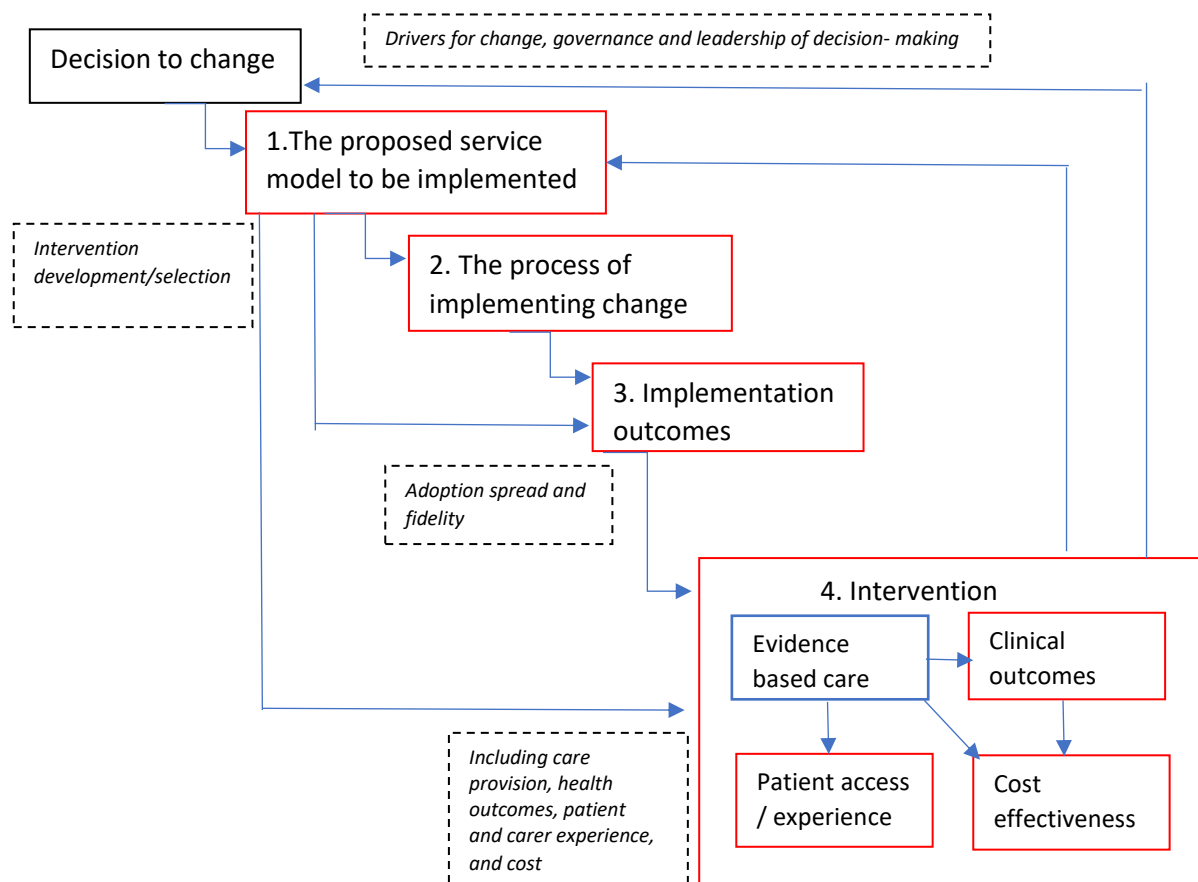 Drivers for change, governance and leadership of decision- making
Decision to change
1.The proposed service
model to be implemented
Intervention
development/selection
2. The process of
implementing change
3. Implementation
outcomes
Adoption spread and
fidelity
4. Intervention
Evidence
based care
Clinical
outcomes
Including care
provision, health
outcomes, patient
and carer experience,
and cost
Patient access
/ experience
Cost
effectiveness